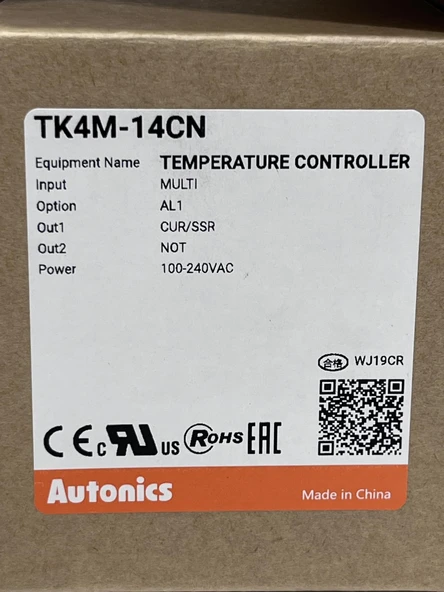 TK4M-14CN
Equipment Name TEMPERATURE CONTROLLER
Input MULTI
Option AL1
Out1 CUR/SSR
Out2 NOT
Power 100-240VAC
合格 WJ19CR
CE c RU US RoHS EAC
Autonics Made in China